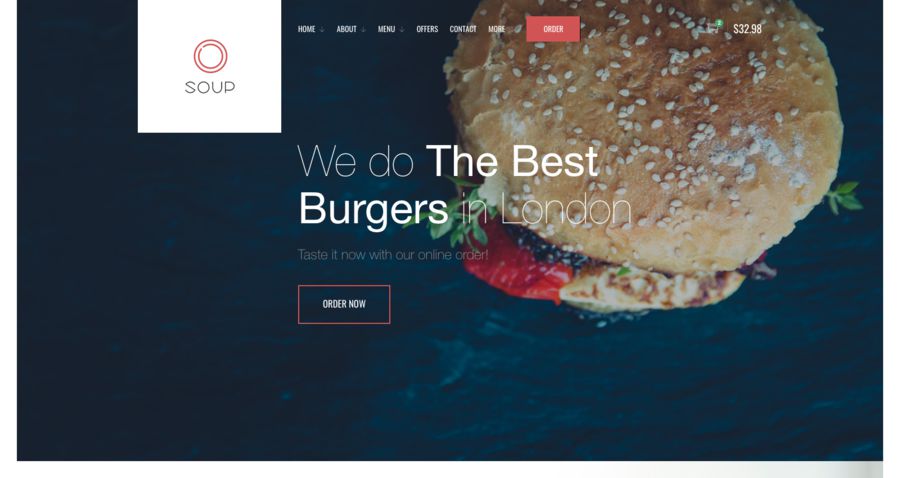 HOME ABOUT MENU OFFERS CONTACT MORE ORDER 2 $32.98
SOUP
We do The Best
Burgers in London
Taste it now with our online order!
ORDER NOW